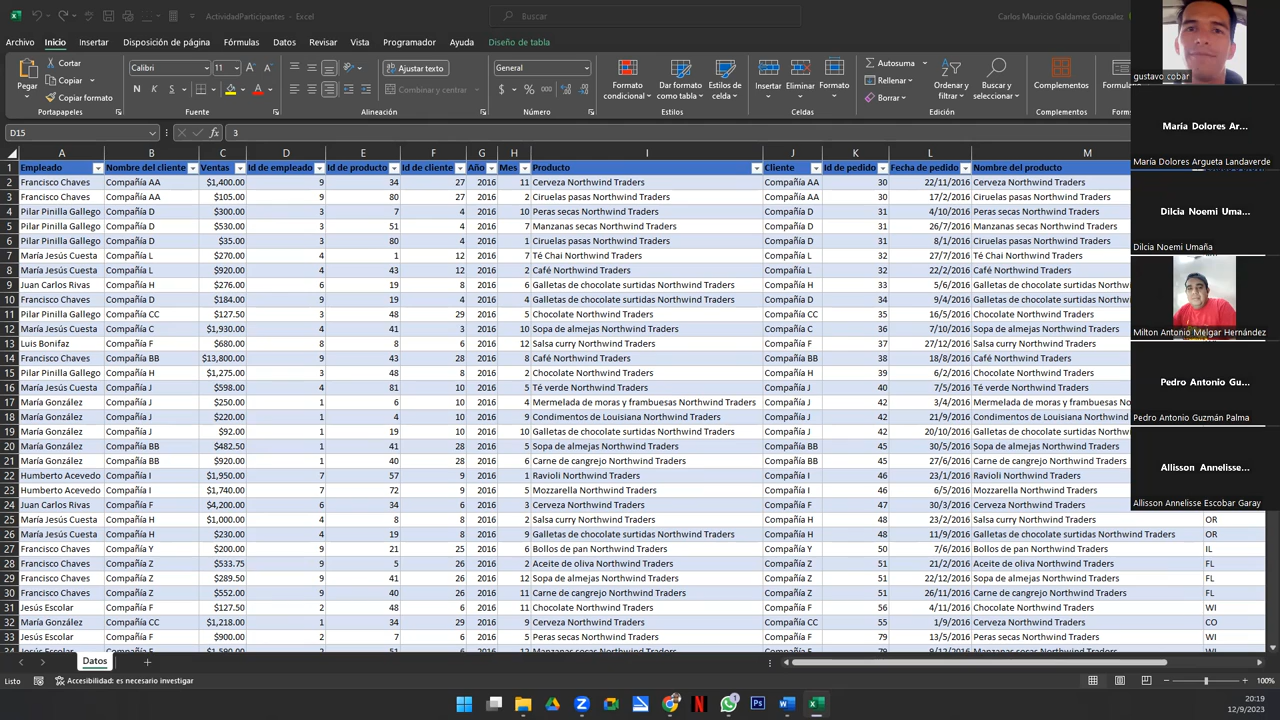 ActividadParticipantes - Excel
Buscar
Carlos Mauricio Galdamez Gonzalez
Archivo Inicio Insertar Disposición de página Fórmulas Datos Revisar Vista Programador Ayuda Diseño de tabla
Pegar
Cortar
Copiar
Copiar formato
Portapapeles
Calibri 11
N K S
Fuente
Ajustar texto
Combinar y centrar
Alineación
General
$ % 000
Número
Formato condicional
Dar formato como tabla
Estilos de celda
Estilos
Insertar
Eliminar
Formato
Celdas
Autosuma
Rellenar
Borrar
Ordenar y filtrar
Buscar y seleccionar
Edición
Complementos
Complementos
D15 fx 3
A B C D E F G H I J K L M
1 Empleado Nombre del cliente Ventas Id de empleado Id de producto Id de cliente Año Mes Producto Cliente Id de pedido Fecha de pedido Nombre del producto
2 Francisco Chaves Compañía AA $1,400.00 9 34 27 2016 11 Cerveza Northwind Traders Compañía AA 30 22/11/2016 Cerveza Northwind Traders
3 Francisco Chaves Compañía AA $105.00 9 80 27 2016 2 Ciruelas pasas Northwind Traders Compañía AA 30 17/2/2016 Ciruelas pasas Northwind Traders
4 Pilar Pinilla Gallego Compañía D $300.00 3 7 4 2016 10 Peras secas Northwind Traders Compañía D 31 4/10/2016 Peras secas Northwind Traders
5 Pilar Pinilla Gallego Compañía D $530.00 3 51 4 2016 7 Manzanas secas Northwind Traders Compañía D 31 26/7/2016 Manzanas secas Northwind Traders
6 Pilar Pinilla Gallego Compañía D $35.00 3 80 4 2016 1 Ciruelas pasas Northwind Traders Compañía D 31 8/1/2016 Ciruelas pasas Northwind Traders
7 María Jesús Cuesta Compañía L $270.00 4 1 12 2016 7 Té Chai Northwind Traders Compañía L 32 7/7/2016 Té Chai Northwind Traders
8 María Jesús Cuesta Compañía L $920.00 4 43 12 2016 2 Café Northwind Traders Compañía L 32 22/2/2016 Café Northwind Traders
9 Juan Carlos Rivas Compañía H $276.00 6 19 8 2016 6 Galletas de chocolate surtidas Northwind Traders Compañía H 33 5/6/2016 Galletas de chocolate surtidas Northwind Traders
10 Francisco Chaves Compañía D $184.00 9 19 4 2016 4 Galletas de chocolate surtidas Northwind Traders Compañía D 34 9/4/2016 Galletas de chocolate surtidas Northwind Traders
11 Pilar Pinilla Gallego Compañía CC $127.50 3 48 29 2016 5 Chocolate Northwind Traders Compañía CC 35 16/5/2016 Chocolate Northwind Traders
12 María Jesús Cuesta Compañía C $1,930.00 4 41 3 2016 10 Sopa de almejas Northwind Traders Compañía C 36 7/10/2016 Sopa de almejas Northwind Traders
13 Luis Bonifaz Compañía F $680.00 8 8 6 2016 12 Salsa curry Northwind Traders Compañía F 37 27/12/2016 Salsa curry Northwind Traders
14 Francisco Chaves Compañía BB $13,800.00 9 43 28 2016 8 Café Northwind Traders Compañía BB 38 18/8/2016 Café Northwind Traders
15 Pilar Pinilla Gallego Compañía H $1,275.00 3 48 8 2016 2 Chocolate Northwind Traders Compañía H 39 6/2/2016 Chocolate Northwind Traders
16 María Jesús Cuesta Compañía J $598.00 4 81 10 2016 5 Té verde Northwind Traders Compañía J 40 7/5/2016 Té verde Northwind Traders
17 María González Compañía J $250.00 1 6 10 2016 4 Mermelada de moras y frambuesas Northwind Traders Compañía J 42 3/4/2016 Mermelada de moras y frambuesas Northwind
18 María González Compañía J $220.00 1 4 10 2016 9 Condimentos de Louisiana Northwind Traders Compañía J 42 21/9/2016 Condimentos de Louisiana Northwind Traders
19 María González Compañía J $92.00 1 19 10 2016 10 Galletas de chocolate surtidas Northwind Traders Compañía J 42 20/10/2016 Galletas de chocolate surtidas Northwind Traders
20 María González Compañía BB $482.50 1 41 28 2016 5 Sopa de almejas Northwind Traders Compañía BB 45 30/5/2016 Sopa de almejas Northwind Traders
21 María González Compañía BB $920.00 1 40 28 2016 6 Carne de cangrejo Northwind Traders Compañía BB 45 27/6/2016 Carne de cangrejo Northwind Traders
22 Humberto Acevedo Compañía I $1,950.00 7 57 9 2016 1 Ravioli Northwind Traders Compañía I 46 23/1/2016 Ravioli Northwind Traders
23 Humberto Acevedo Compañía I $1,740.00 7 72 9 2016 5 Mozzarella Northwind Traders Compañía I 46 6/5/2016 Mozzarella Northwind Traders
24 Juan Carlos Rivas Compañía F $4,200.00 6 34 6 2016 3 Cerveza Northwind Traders Compañía F 47 30/3/2016 Cerveza Northwind Traders
25 María Jesús Cuesta Compañía H $1,000.00 4 8 8 2016 2 Salsa curry Northwind Traders Compañía H 48 23/2/2016 Salsa curry Northwind Traders OR
26 María Jesús Cuesta Compañía H $230.00 4 19 8 2016 9 Galletas de chocolate surtidas Northwind Traders Compañía H 48 11/9/2016 Galletas de chocolate surtidas Northwind Traders OR
27 Francisco Chaves Compañía Y $200.00 9 21 25 2016 6 Bollos de pan Northwind Traders Compañía Y 50 7/6/2016 Bollos de pan Northwind Traders IL
28 Francisco Chaves Compañía Z $533.75 9 5 26 2016 2 Aceite de oliva Northwind Traders Compañía Z 51 21/2/2016 Aceite de oliva Northwind Traders FL
29 Francisco Chaves Compañía Z $289.50 9 41 26 2016 12 Sopa de almejas Northwind Traders Compañía Z 51 22/12/2016 Sopa de almejas Northwind Traders FL
30 Francisco Chaves Compañía Z $552.00 9 40 26 2016 11 Carne de cangrejo Northwind Traders Compañía Z 51 26/11/2016 Carne de cangrejo Northwind Traders FL
31 Jesús Escolar Compañía F $127.50 2 48 6 2016 11 Chocolate Northwind Traders Compañía F 56 4/11/2016 Chocolate Northwind Traders WI
32 María González Compañía CC $1,218.00 1 34 29 2016 9 Cerveza Northwind Traders Compañía CC 55 1/9/2016 Cerveza Northwind Traders CO
33 Jesús Escolar Compañía F $900.00 2 7 6 2016 5 Peras secas Northwind Traders Compañía F 79 13/5/2016 Peras secas Northwind Traders WI
Datos
Listo Accesibilidad: es necesario investigar 100%
gustavo cobar
María Dolores Ar...
María Dolores Argueta Landaverde
Dilcia Noemi Uma...
Dilcia Noemi Umaña
Milton Antonio Melgar Hernández
Pedro Antonio Gu...
Pedro Antonio Guzmán Palma
Allisson Annelisse...
Allisson Annelisse Escobar Garay
20:19
12/9/2023